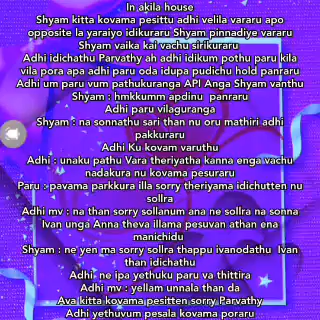 In akila house
Shyam kitta kovama pesittu adhi velila vararu apo
opposite la yaraiyo idikuraru Shyam pinnadiye vararu
Shyam vaika kai vachu sirikuraru
Adhi idichathu Parvathy ah adhi idikum pothu paru kila
vila pora apa adhi paru oda idupa pudichu hold panraru
Adhi um paru vum pathukuranga API Anga Shyam vanthu
Shyam : hmkkumm apdinu panraru
Adhi paru vilaguranga
Shyam : na sonnathu sari than nu oru mathiri adhi
pakkuraru
Adhi Ku kovam varuthu
Adhi : unaku pathu Vara theriyatha kanna enga vachu
nadakura nu kovama pesuraru
Paru : pavama parkkura illa sorry theriyama idichutten nu
sollra
Adhi mv : na than sorry sollanum ana ne sollra na sonna
Ivan unga Anna theva illama pesuvan athan ena
manichidu
Shyam : ne yen ma sorry sollra thappu ivanodathu Ivan
than idichathu
Adhi ne ipa yethuku paru va thittira
Adhi mv : yellam unnala than da
Ava kitta kovama pesitten sorry Parvathy
Adhi yethuvum pesala kovama poraru